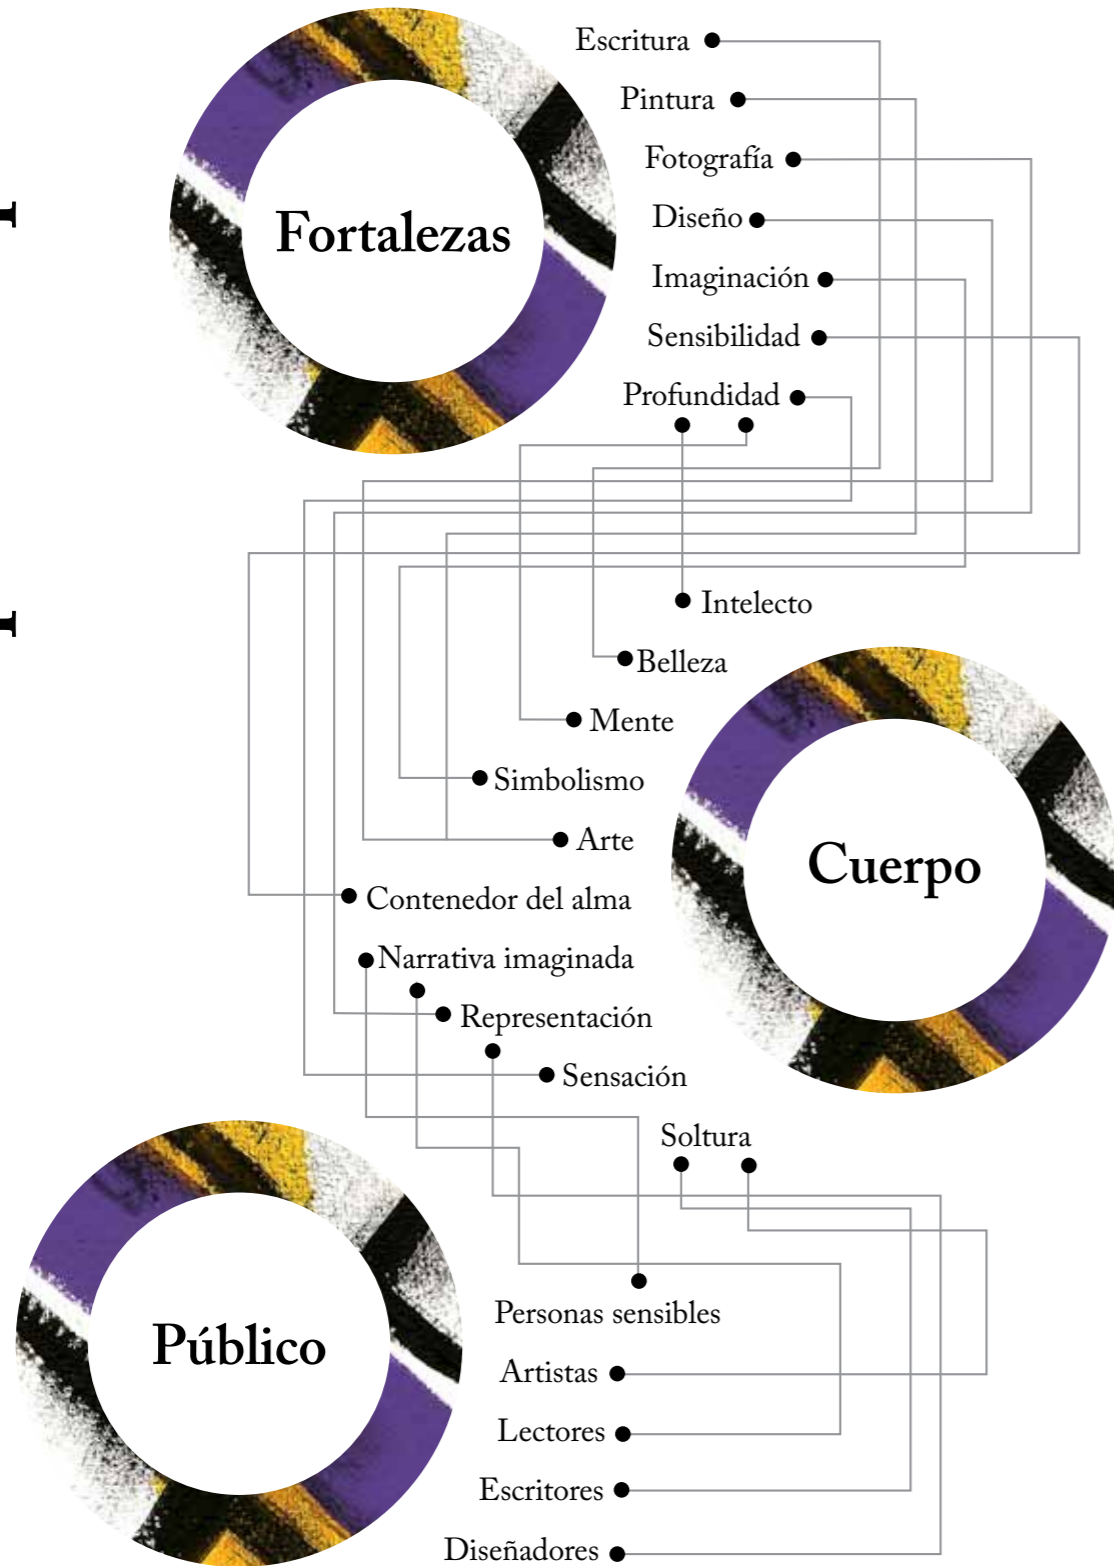 Escritura
Pintura
Fotografía
Diseño
Fortalezas
Imaginación
Sensibilidad
Profundidad
Intelecto
Belleza
Mente
Simbolismo
Arte
Cuerpo
Contenedor del alma
Narrativa imaginada
Representación
Sensación
Soltura
Personas sensibles
Público
Artistas
Lectores
Escritores
Diseñadores